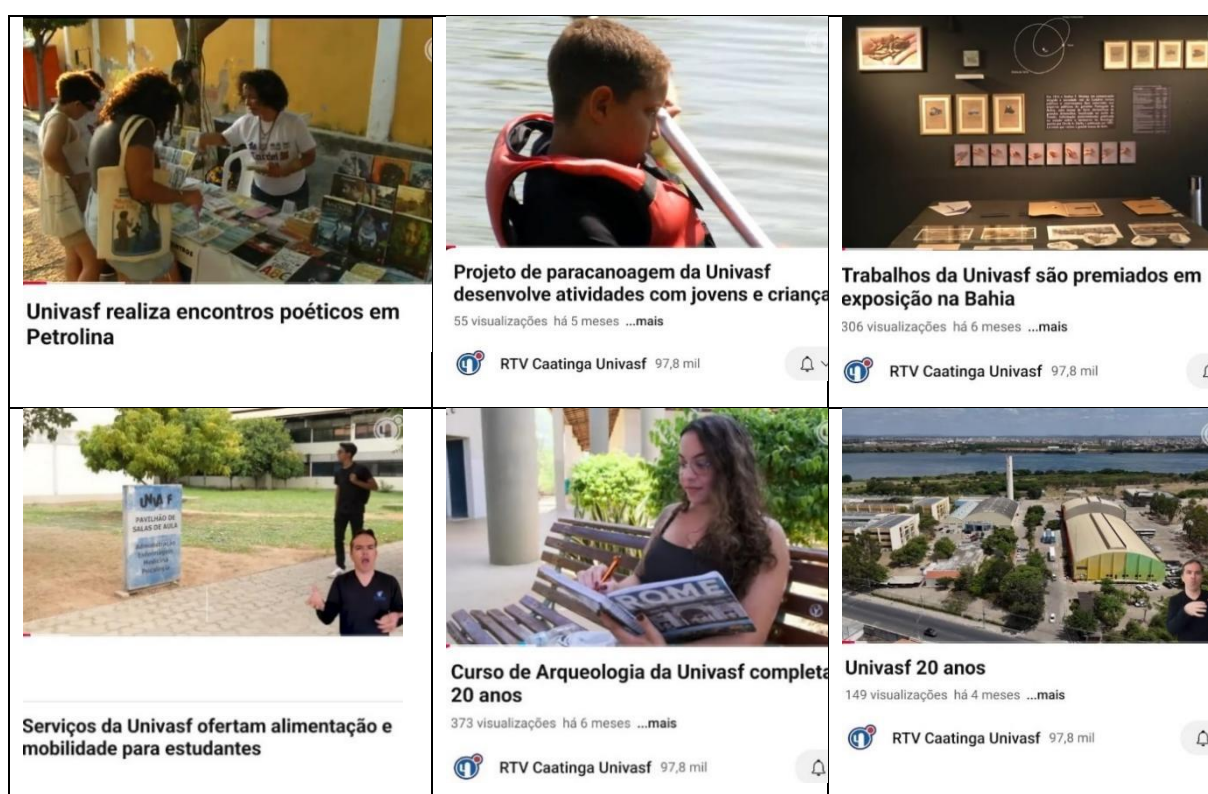 Univasf realiza encontros poéticos em
Petrolina
Projeto de paracanoagem da Univasf
desenvolve atividades com jovens e criança
55 visualizações há 5 meses ...mais
RTV Caatinga Univasf 97,8 mil
Trabalhos da Univasf são premiados em
exposição na Bahia
306 visualizações há 6 meses ...mais
RTV Caatinga Univasf 97,8 mil
PAVILHÃO DE
SALAS DE AULA
Serviços da Univasf ofertam alimentação e
mobilidade para estudantes
ROME
Curso de Arqueologia da Univasf completa
20 anos
373 visualizações há 6 meses ...mais
RTV Caatinga Univasf 97,8 mil
Univasf 20 anos
149 visualizações há 4 meses ...mais
RTV Caatinga Univasf 97,8 mil